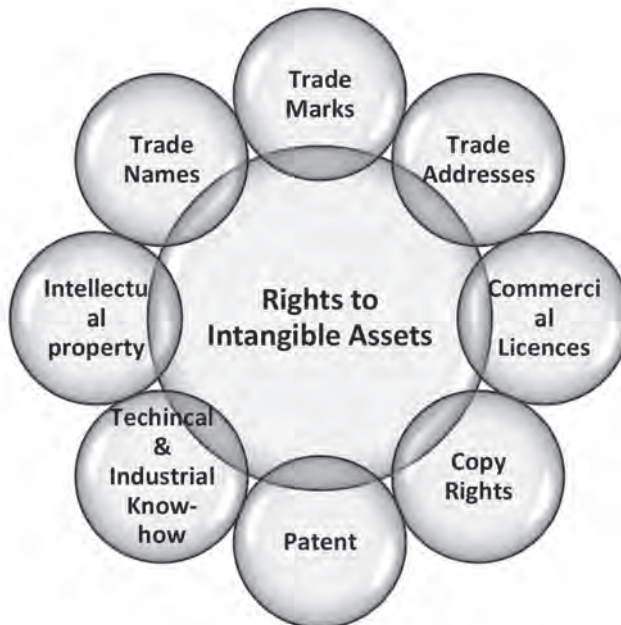 Trade
Marks
Trade
Addresses
Commerci
al
Licences
Copy
Rights
Patent
Techincal
&
Industrial
Know-
how
Intellectu
al
property
Trade
Names
Rights to
Intangible Assets